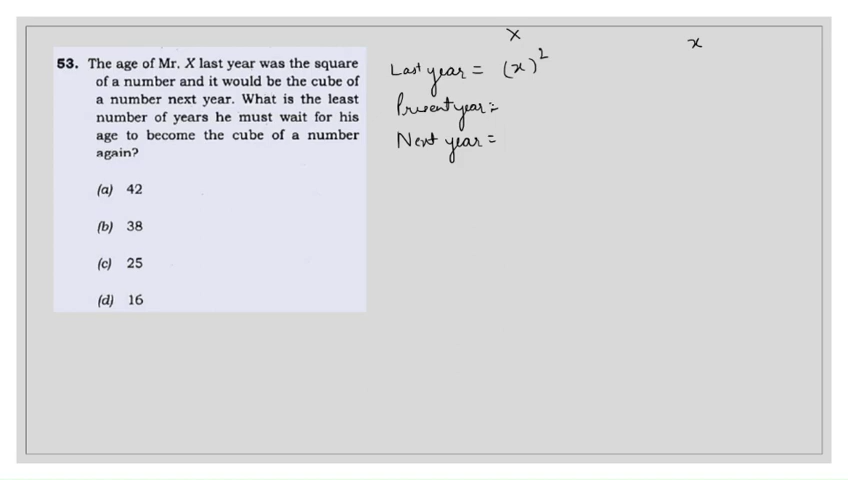 53. The age of Mr. X last year was the square
of a number and it would be the cube of
a number next year. What is the least
number of years he must wait for his
age to become the cube of a number
again?
(a) 42
(b) 38
(c) 25
(d) 16
x
x
Last year = (x)²
Present year =
Next year =